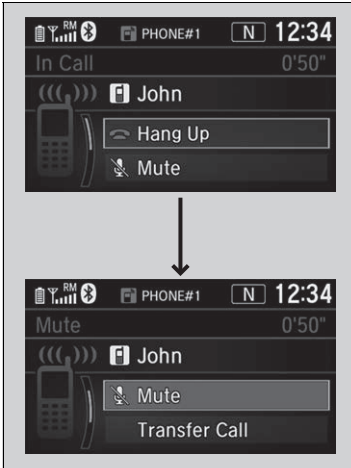 RM PHONE#1 N 12:34
In Call 0'50"
John
Hang Up
Mute
RM PHONE#1 N 12:34
Mute 0'50"
John
Mute
Transfer Call